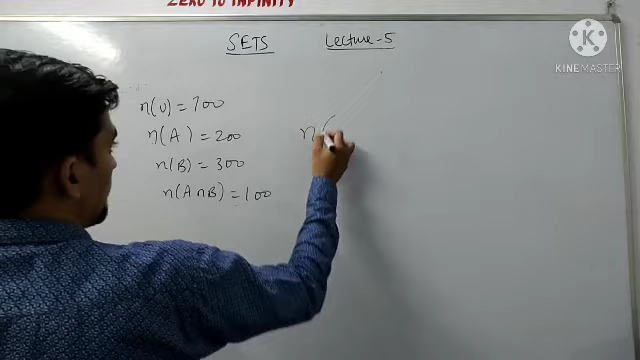 ZERO TO INFINITY
SETS Lecture-5
n(U) = 700
n(A) = 200
n(B) = 300
n(A∩B) = 100
n(
KINEMASTER